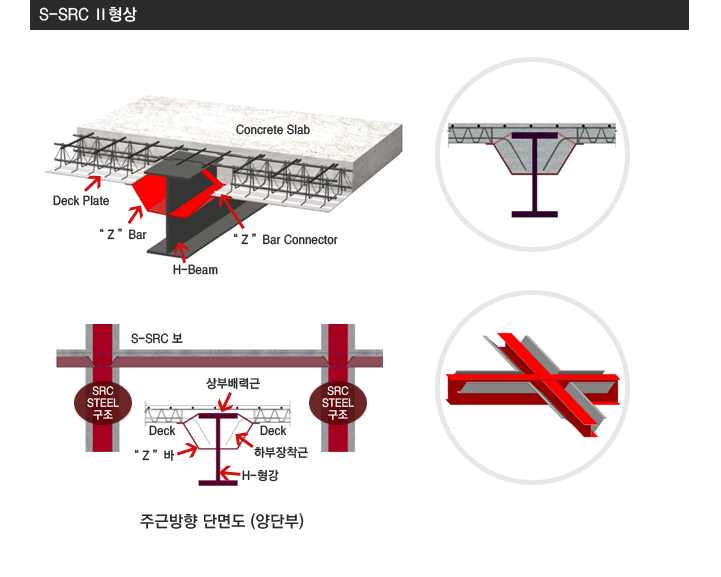 S-SRC II형상
Concrete Slab
Deck Plate
“ Z ” Bar
“ Z ” Bar Connector
H-Beam
S-SRC 보
SRC
STEEL
구조
SRC
STEEL
구조
상부배력근
Deck
Deck
“ Z ” 바
하부장착근
H-형강
주근방향 단면도 (양단부)